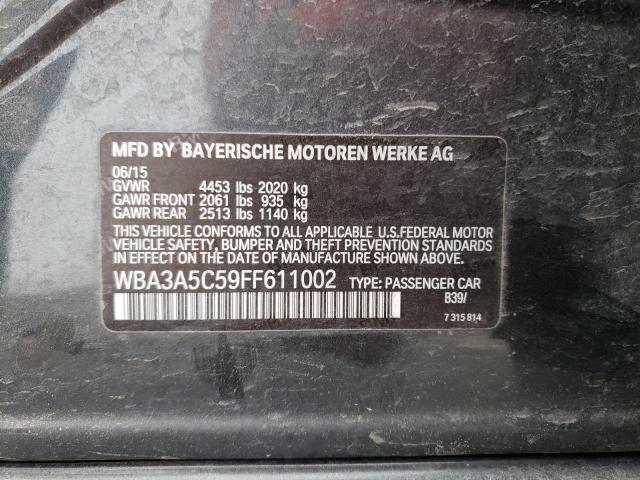 MFD BY BAYERISCHE MOTOREN WERKE AG
06/15
GVWR 4453 lbs 2020 kg
GAWR FRONT 2061 lbs 935 kg
GAWR REAR 2513 lbs 1140 kg
THIS VEHICLE CONFORMS TO ALL APPLICABLE U.S.FEDERAL MOTOR
VEHICLE SAFETY, BUMPER AND THEFT PREVENTION STANDARDS
IN EFFECT ON THE DATE OF MANUFACTURE SHOWN ABOVE.
WBA3A5C59FF611002 TYPE: PASSENGER CAR
B39/
7 315 814